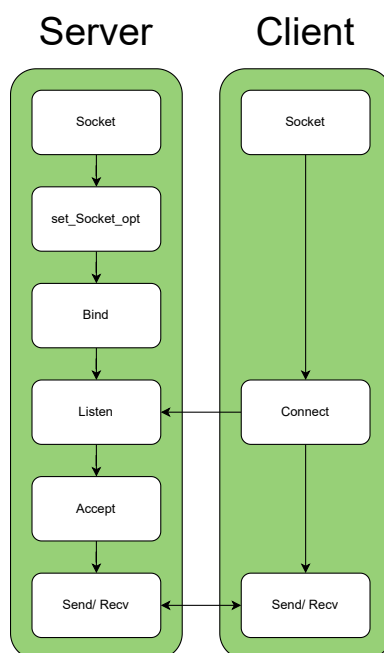 Server
Client
Socket
Socket
set_Socket_opt
Bind
Listen
Connect
Accept
Send/ Recv
Send/ Recv